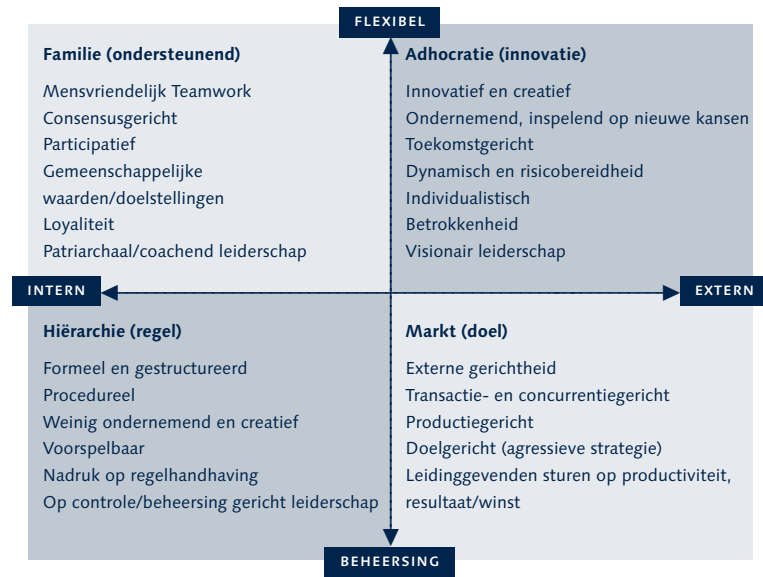 FLEXIBEL
Familie (ondersteunend)
Mensvriendelijk Teamwork
Consensusgericht
Participatief
Gemeenschappelijke
waarden/doelstellingen
Loyaliteit
Patriarchaal/coachend leiderschap
Adhocratie (innovatie)
Innovatief en creatief
Ondernemend, inspelend op nieuwe kansen
Toekomstgericht
Dynamisch en risicobereidheid
Individualistisch
Betrokkenheid
Visionair leiderschap
INTERN
EXTERN
Hiërarchie (regel)
Formeel en gestructureerd
Procedureel
Weinig ondernemend en creatief
Voorspelbaar
Nadruk op regelhandhaving
Op controle/beheersing gericht leiderschap
Markt (doel)
Externe gerichtheid
Transactie- en concurrentiegericht
Productiegericht
Doelgericht (agressieve strategie)
Leidinggevenden sturen op productiviteit,
resultaat/winst
BEHEERSING